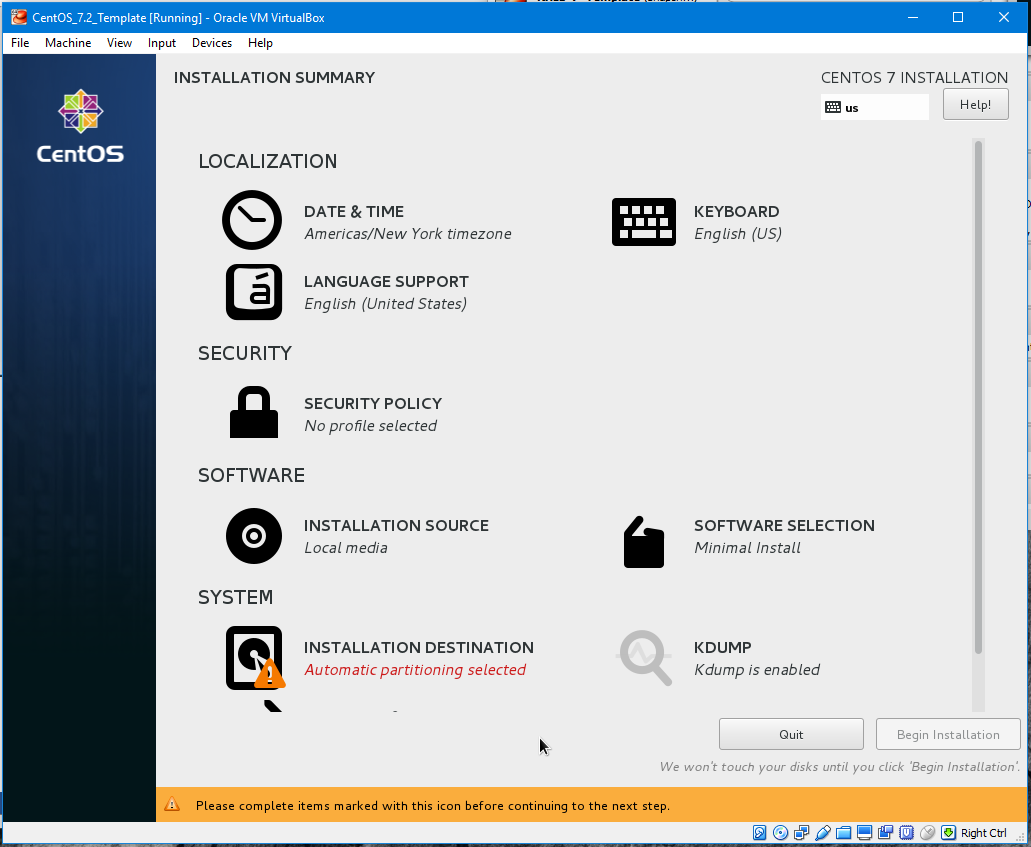 CentOS_7.2_Template [Running] - Oracle VM VirtualBox
File Machine View Input Devices Help
INSTALLATION SUMMARY
CENTOS 7 INSTALLATION
us
Help!
CentOS
LOCALIZATION
DATE & TIME
Americas/New York timezone
KEYBOARD
English (US)
LANGUAGE SUPPORT
English (United States)
SECURITY
SECURITY POLICY
No profile selected
SOFTWARE
INSTALLATION SOURCE
Local media
SOFTWARE SELECTION
Minimal Install
SYSTEM
INSTALLATION DESTINATION
Automatic partitioning selected
KDUMP
Kdump is enabled
Quit
Begin Installation
We won't touch your disks until you click 'Begin Installation'.
Please complete items marked with this icon before continuing to the next step.
Right Ctrl